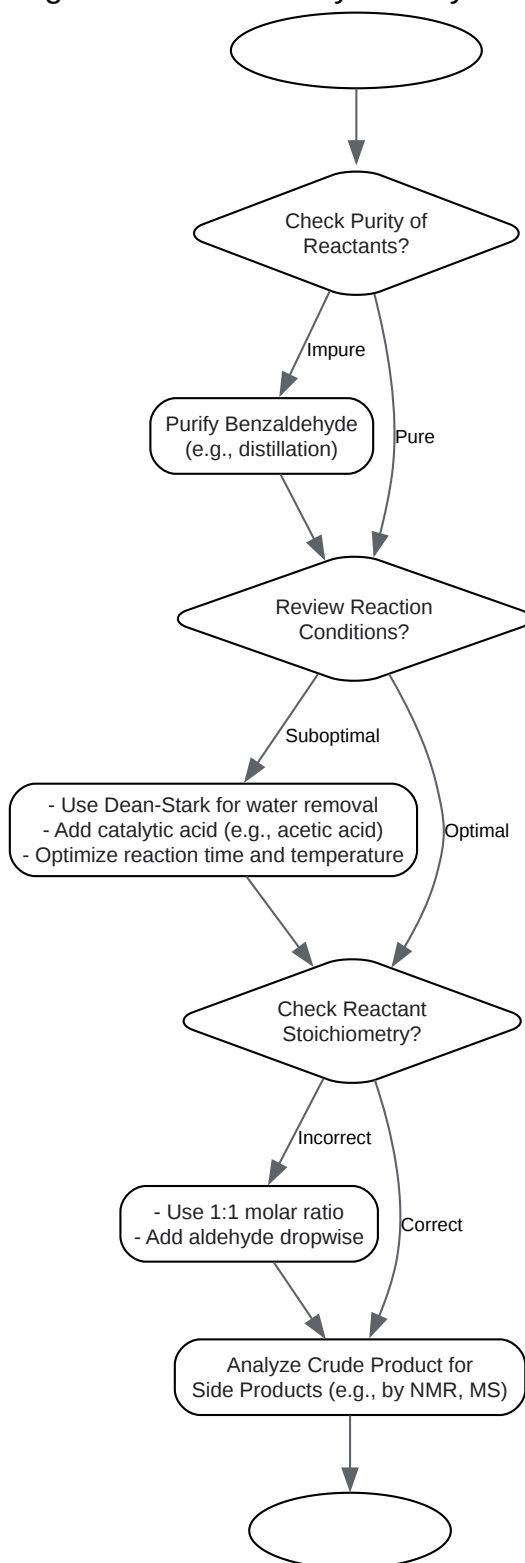 Check Purity of
Reactants?
Impure
Purify Benzaldehyde
(e.g., distillation)
Pure
Review Reaction
Conditions?
Suboptimal
- Use Dean-Stark for water removal
- Add catalytic acid (e.g., acetic acid)
- Optimize reaction time and temperature
Optimal
Check Reactant
Stoichiometry?
Incorrect
- Use 1:1 molar ratio
- Add aldehyde dropwise
Correct
Analyze Crude Product for
Side Products (e.g., by NMR, MS)